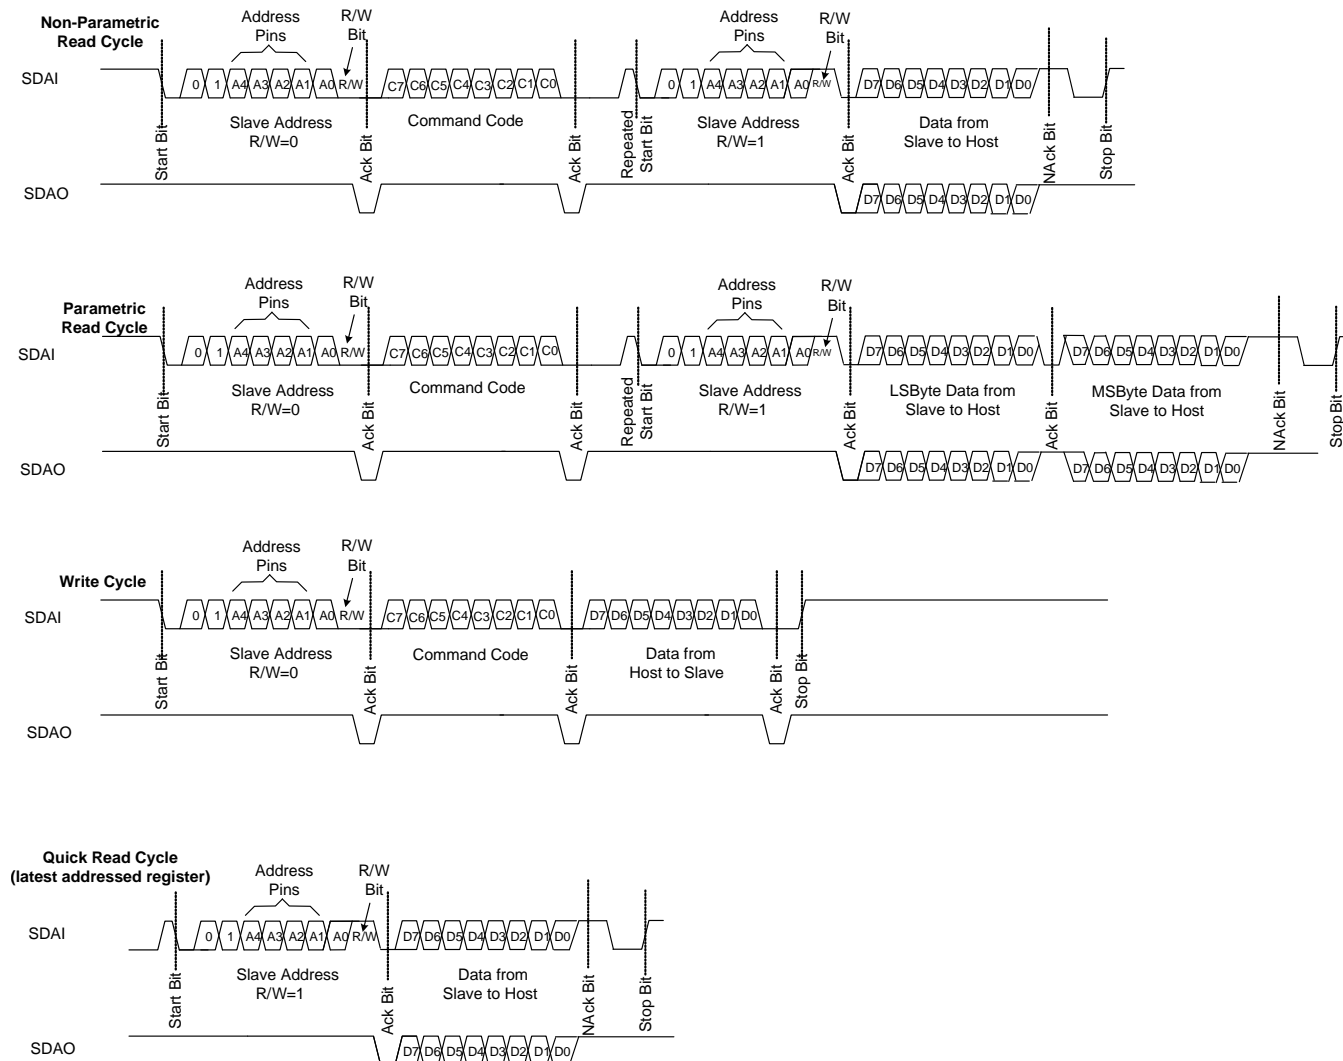 Non-Parametric
Read Cycle
Address
Pins
R/W
Bit
Address
Pins
R/W
Bit
SDAI
0 1 A4 A3 A2 A1 A0 R/W
C7 C6 C5 C4 C3 C2 C1 C0
0 1 A4 A3 A2 A1 A0 R/W
D7 D6 D5 D4 D3 D2 D1 D0
Start Bit
Slave Address
R/W=0
Ack Bit
Command Code
Ack Bit
Repeated
Start Bit
Slave Address
R/W=1
Ack Bit
Data from
Slave to Host
NAck Bit
Stop Bit
SDAO
D7 D6 D5 D4 D3 D2 D1 D0
Parametric
Read Cycle
Address
Pins
R/W
Bit
Address
Pins
R/W
Bit
SDAI
0 1 A4 A3 A2 A1 A0 R/W
C7 C6 C5 C4 C3 C2 C1 C0
0 1 A4 A3 A2 A1 A0 R/W
D7 D6 D5 D4 D3 D2 D1 D0
D7 D6 D5 D4 D3 D2 D1 D0
Start Bit
Slave Address
R/W=0
Ack Bit
Command Code
Ack Bit
Repeated
Start Bit
Slave Address
R/W=1
Ack Bit
LSByte Data from
Slave to Host
Ack Bit
MSByte Data from
Slave to Host
NAck Bit
Stop Bit
SDAO
D7 D6 D5 D4 D3 D2 D1 D0
D7 D6 D5 D4 D3 D2 D1 D0
Write Cycle
Address
Pins
R/W
Bit
SDAI
0 1 A4 A3 A2 A1 A0 R/W
C7 C6 C5 C4 C3 C2 C1 C0
D7 D6 D5 D4 D3 D2 D1 D0
Start Bit
Slave Address
R/W=0
Ack Bit
Command Code
Ack Bit
Data from
Host to Slave
Ack Bit
Stop Bit
SDAO
Quick Read Cycle
(latest addressed register)
Address
Pins
R/W
Bit
SDAI
0 1 A4 A3 A2 A1 A0 R/W
D7 D6 D5 D4 D3 D2 D1 D0
Start Bit
Slave Address
R/W=1
Ack Bit
Data from
Slave to Host
NAck Bit
Stop Bit
SDAO
D7 D6 D5 D4 D3 D2 D1 D0